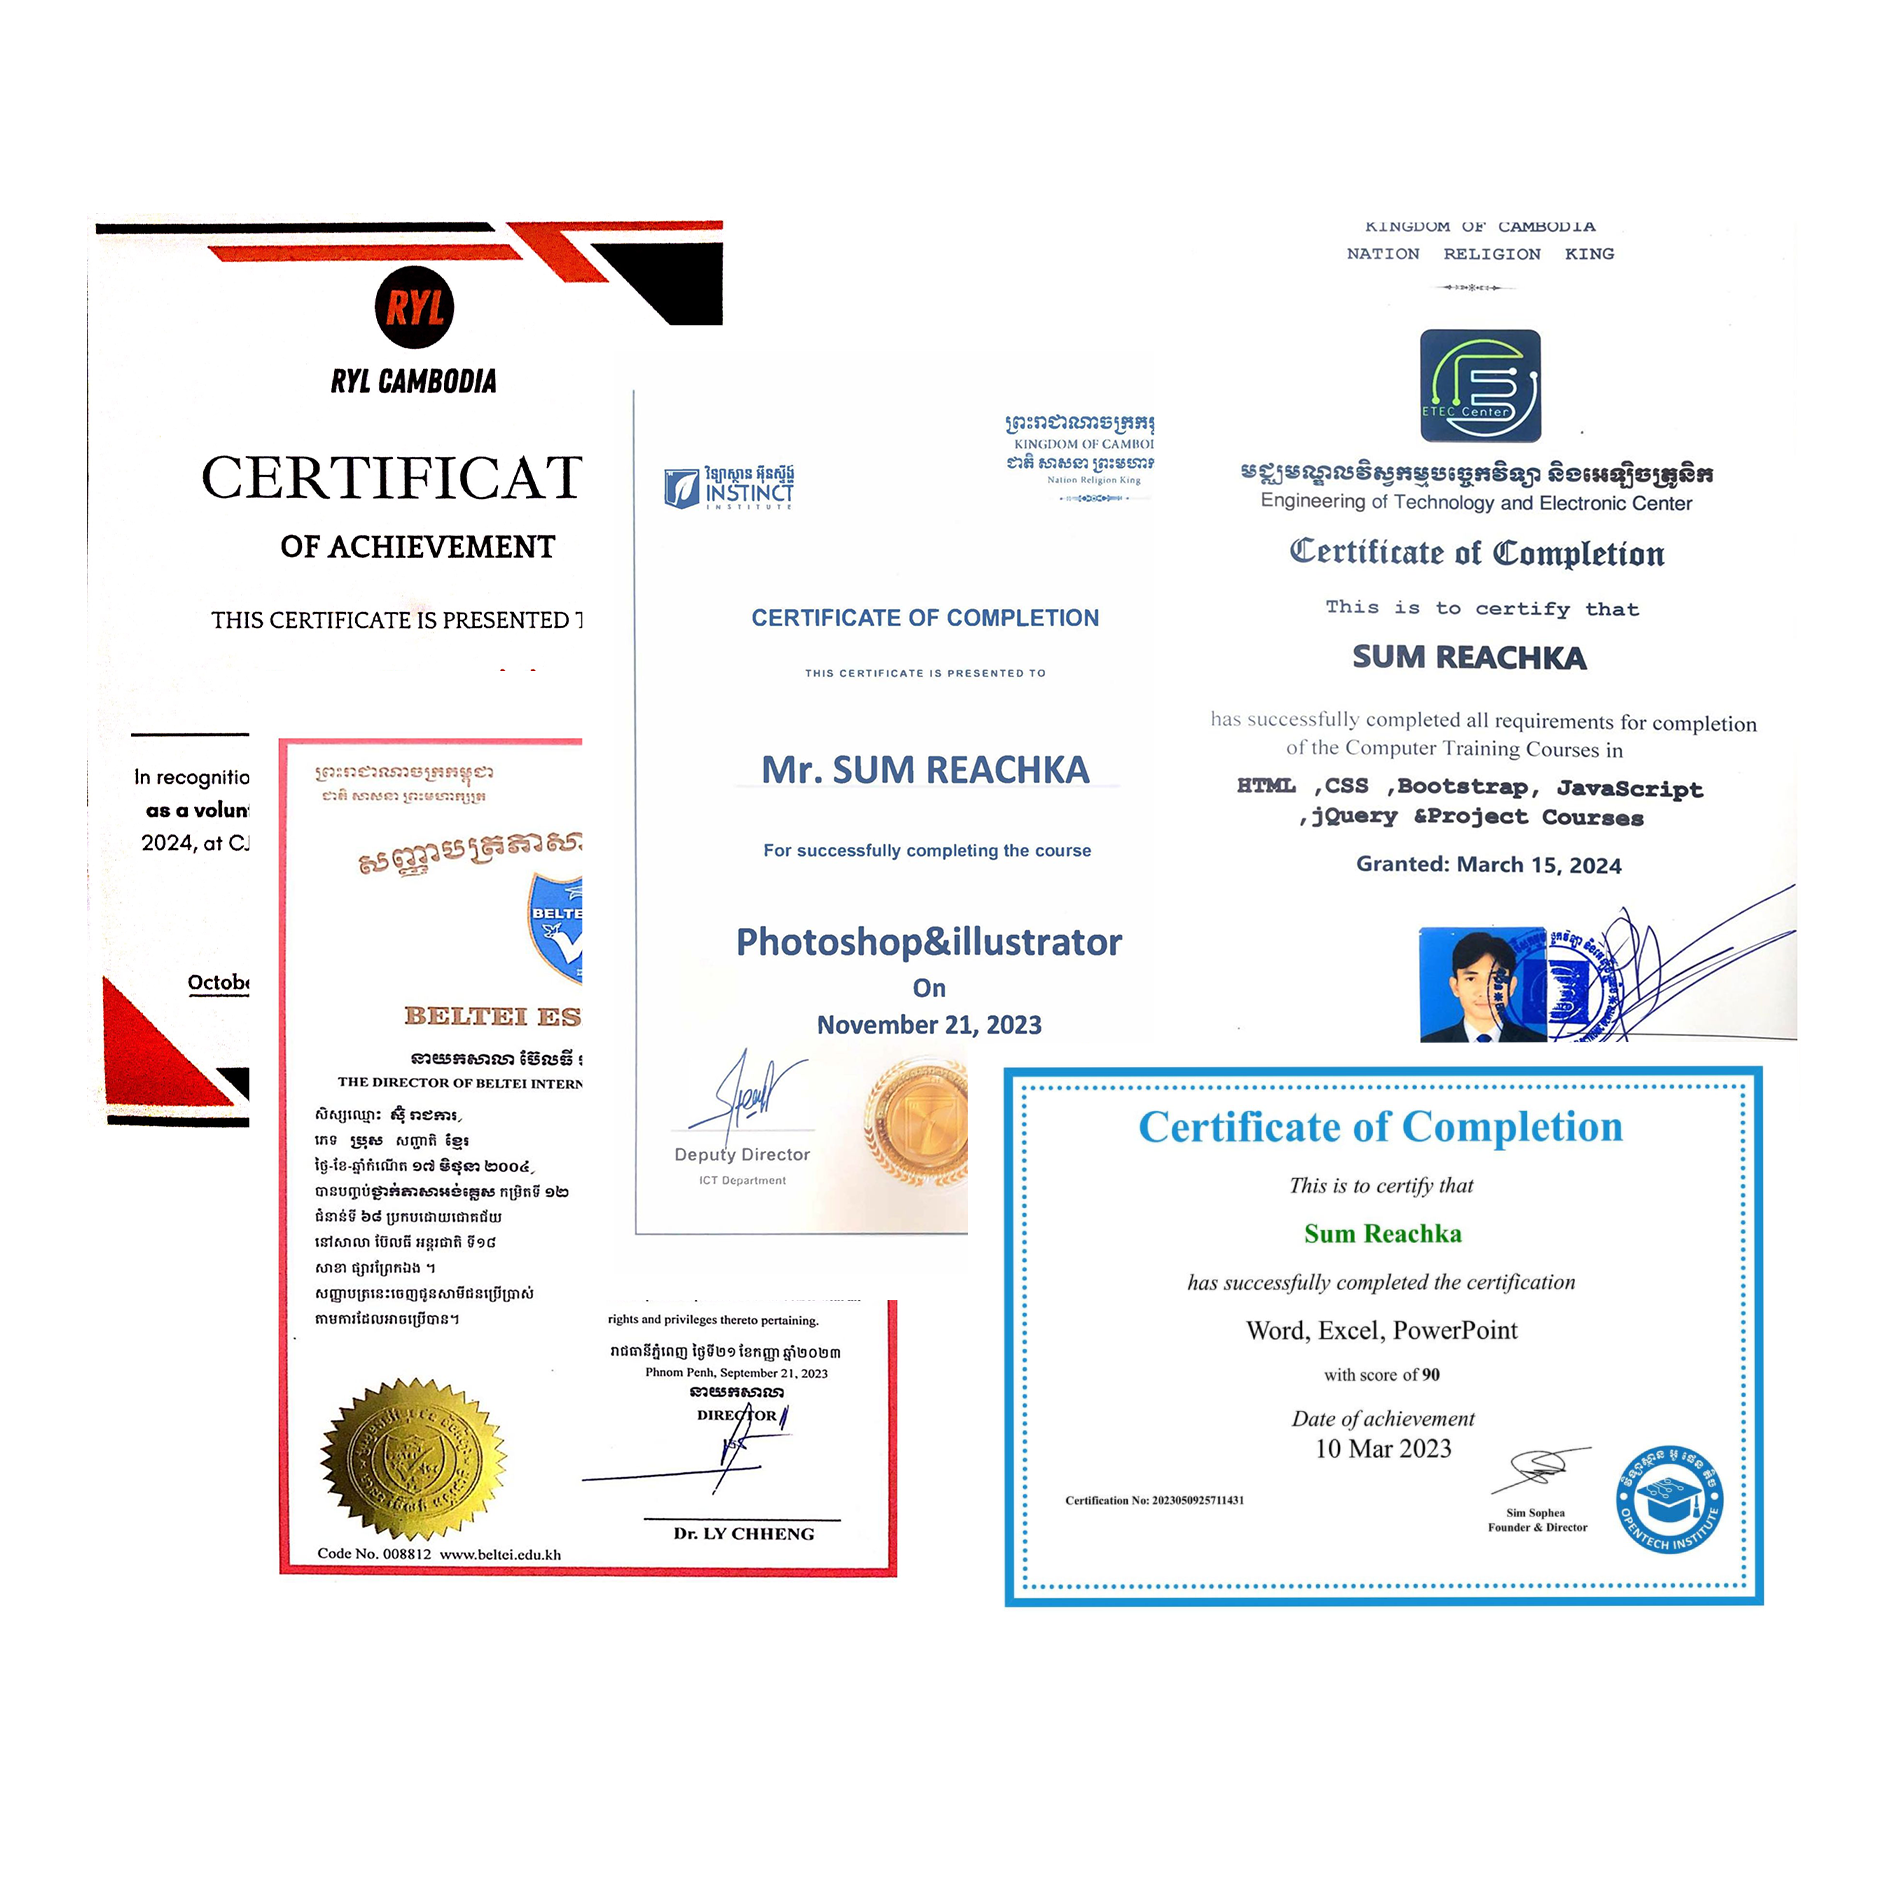 RYL
RYL CAMBODIA
CERTIFICAT
OF ACHIEVEMENT
THIS CERTIFICATE IS PRESENTED
In recognitio
as a volun
2024, at CJ
Octobe
ព្រះរាជាណាចក្រកម្ពុជា
ជាតិ សាសនា ព្រះមហាក្សត្រ
សញ្ញាបត្រភាសា
BELTE
BELTEI ES
នាយកសាលា ប៊ែលធី
THE DIRECTOR OF BELTEI INTERN
សិស្សឈ្មោះ ស៊ុំ រាជការ,
ភេទ ប្រុស សញ្ជាតិ ខ្មែរ
ថ្ងៃ-ខែ-ឆ្នាំកំណើត ១៧ មិថុនា ២០០៤,
បានបញ្ចប់ថ្នាក់ភាសាអង់គ្លេស កម្រិតទី ១២
ជំនាន់ទី ៦៨ ប្រកបដោយជោគជ័យ
នៅសាលា ប៊ែលធី អន្តរជាតិ ទី១៨
សាខា ផ្សារព្រែកឯង ។
សញ្ញាបត្រនេះចេញជូនសាមីជនប្រើប្រាស់
តាមការដែលអាចប្រើបាន។
rights and privileges thereto pertaining.
រាជធានីភ្នំពេញ ថ្ងៃទី២១ ខែកញ្ញា ឆ្នាំ២០២៣
Phnom Penh, September 21, 2023
នាយកសាលា
DIRECTOR
Dr. LY CHHENG
Code No. 008812 www.beltei.edu.kh
វិទ្យាស្ថាន អ៊ីនស្ទីង
INSTINCT
INSTITUTE
ព្រះរាជាណាចក្រកម្ពុ
KINGDOM OF CAMBOI
ជាតិ សាសនា ព្រះមហា
Nation Religion King
CERTIFICATE OF COMPLETION
THIS CERTIFICATE IS PRESENTED TO
Mr. SUM REACHKA
For successfully completing the course
Photoshop&illustrator
On
November 21, 2023
Deputy Director
ICT Department
KINGDOM OF CAMBODIA
NATION RELIGION KING
ETEC Center
មជ្ឈមណ្ឌលវិស្វកម្មបច្ចេកវិទ្យា និងអេឡិចត្រូនិក
Engineering of Technology and Electronic Center
Certificate of Completion
This is to certify that
SUM REACHKA
has successfully completed all requirements for completion
of the Computer Training Courses in
HTML ,CSS ,Bootstrap, JavaScript
,jQuery &Project Courses
Granted: March 15, 2024
Certificate of Completion
This is to certify that
Sum Reachka
has successfully completed the certification
Word, Excel, PowerPoint
with score of 90
Date of achievement
10 Mar 2023
Certification No: 2023050925711431
Sim Sophea
Founder & Director
វិទ្យាស្ថាន អូ ផេន តិច
OPENTECH INSTITUTE